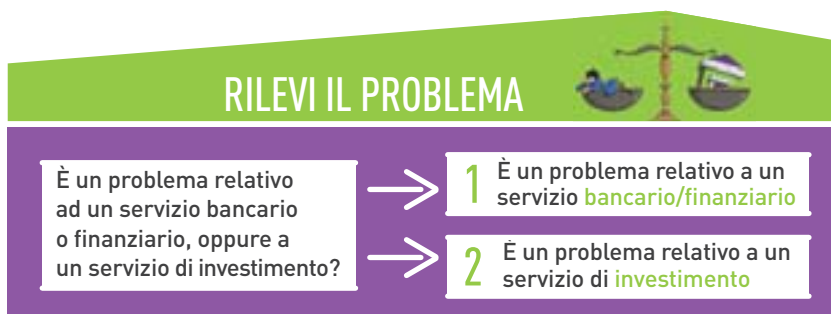 RILEVI IL PROBLEMA
È un problema relativo
ad un servizio bancario
o finanziario, oppure a
un servizio di investimento?
1 È un problema relativo a un
servizio bancario/finanziario
2 È un problema relativo a un
servizio di investimento